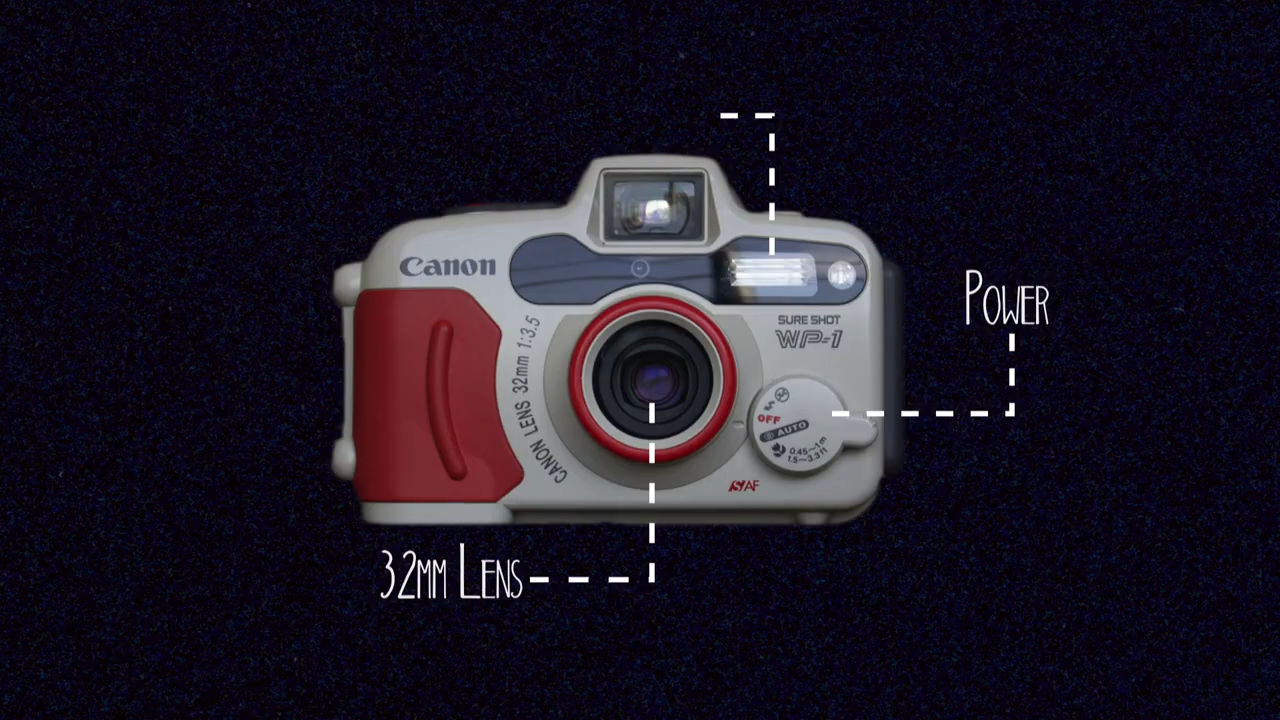 Canon
POWER
SURE SHOT
WP-1
CANON LENS 32mm 1:3.5
OFF
AUTO
0.45~1m
1.5~3.3ft
S/AF
32MM LENS